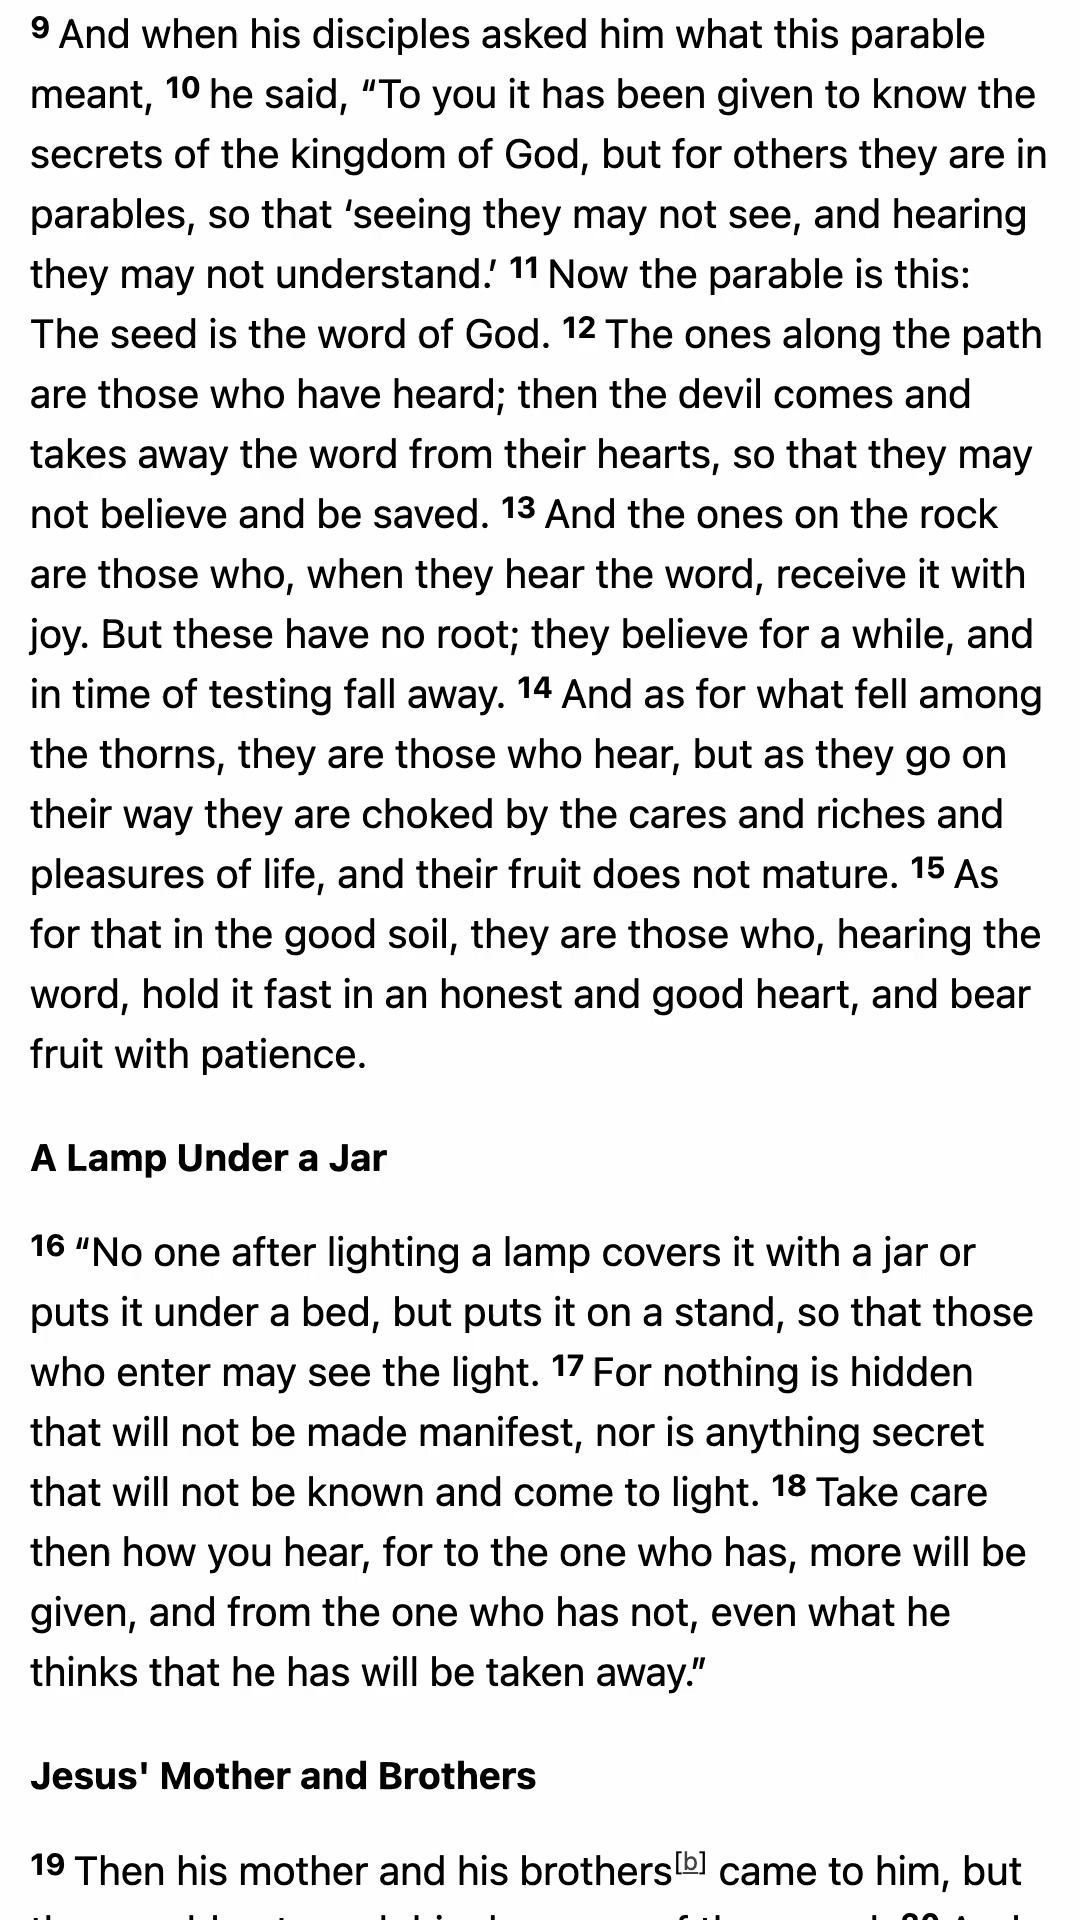 9 And when his disciples asked him what this parable
meant, 10 he said, “To you it has been given to know the
secrets of the kingdom of God, but for others they are in
parables, so that ‘seeing they may not see, and hearing
they may not understand.’ 11 Now the parable is this:
The seed is the word of God. 12 The ones along the path
are those who have heard; then the devil comes and
takes away the word from their hearts, so that they may
not believe and be saved. 13 And the ones on the rock
are those who, when they hear the word, receive it with
joy. But these have no root; they believe for a while, and
in time of testing fall away. 14 And as for what fell among
the thorns, they are those who hear, but as they go on
their way they are choked by the cares and riches and
pleasures of life, and their fruit does not mature. 15 As
for that in the good soil, they are those who, hearing the
word, hold it fast in an honest and good heart, and bear
fruit with patience.
A Lamp Under a Jar
16 “No one after lighting a lamp covers it with a jar or
puts it under a bed, but puts it on a stand, so that those
who enter may see the light. 17 For nothing is hidden
that will not be made manifest, nor is anything secret
that will not be known and come to light. 18 Take care
then how you hear, for to the one who has, more will be
given, and from the one who has not, even what he
thinks that he has will be taken away.”
Jesus' Mother and Brothers
19 Then his mother and his brothers[b] came to him, but